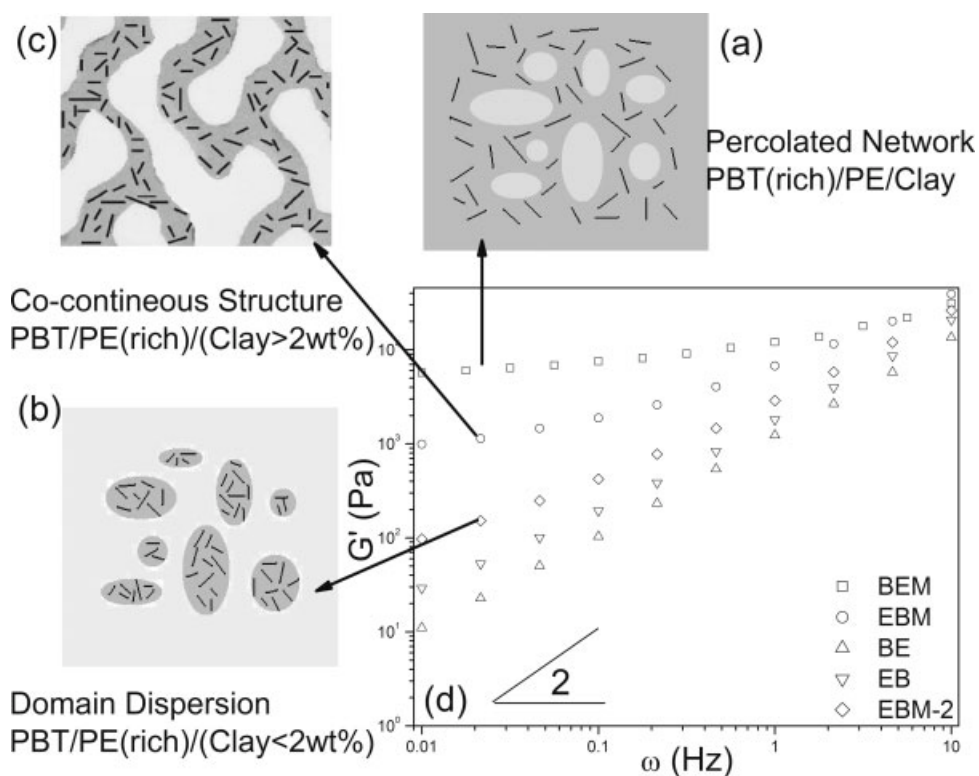 (c)
(a)
Percolated Network
PBT(rich)/PE/Clay
Co-contineous Structure
PBT/PE(rich)/(Clay>2wt%)
(b)
Domain Dispersion
PBT/PE(rich)/(Clay<2wt%)
G' (Pa)
10⁴
10³
10²
10¹
10⁰
(d)
2
BEM
EBM
BE
EB
EBM-2
0.01
0.1
1
10
ω (Hz)